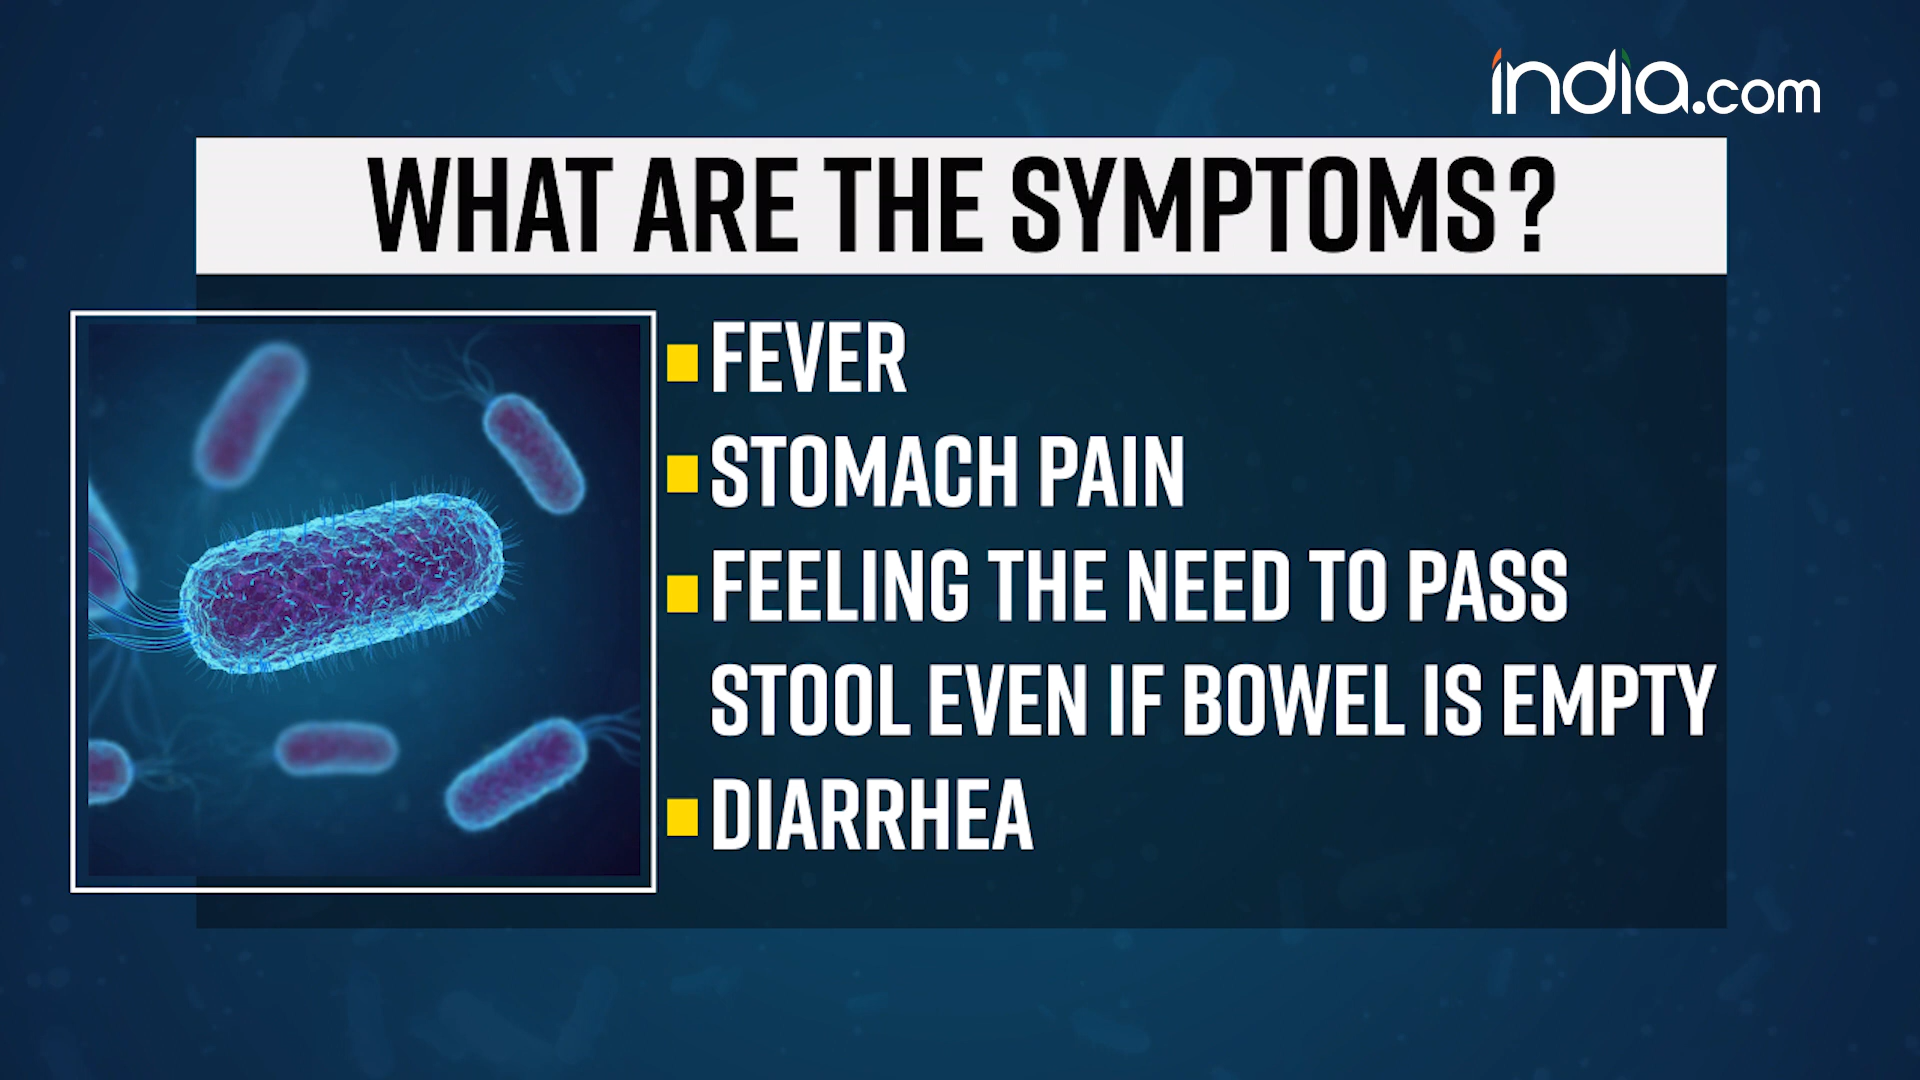 india.com
WHAT ARE THE SYMPTOMS?
FEVER
STOMACH PAIN
FEELING THE NEED TO PASS
STOOL EVEN IF BOWEL IS EMPTY
DIARRHEA